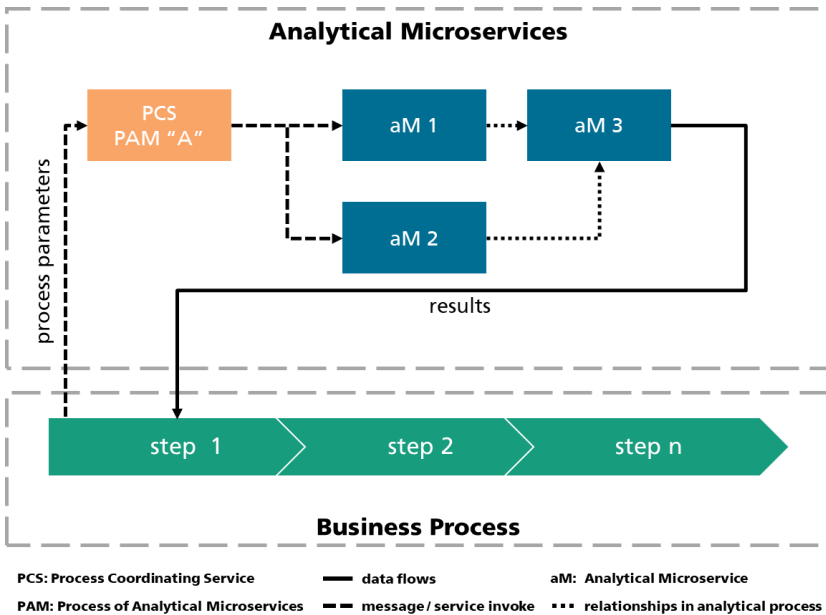 Analytical Microservices
PCS
PAM “A”
aM 1
aM 3
aM 2
process parameters
results
step 1
step 2
step n
Business Process
PCS: Process Coordinating Service
data flows
aM: Analytical Microservice
PAM: Process of Analytical Microservices
message / service invoke
relationships in analytical process